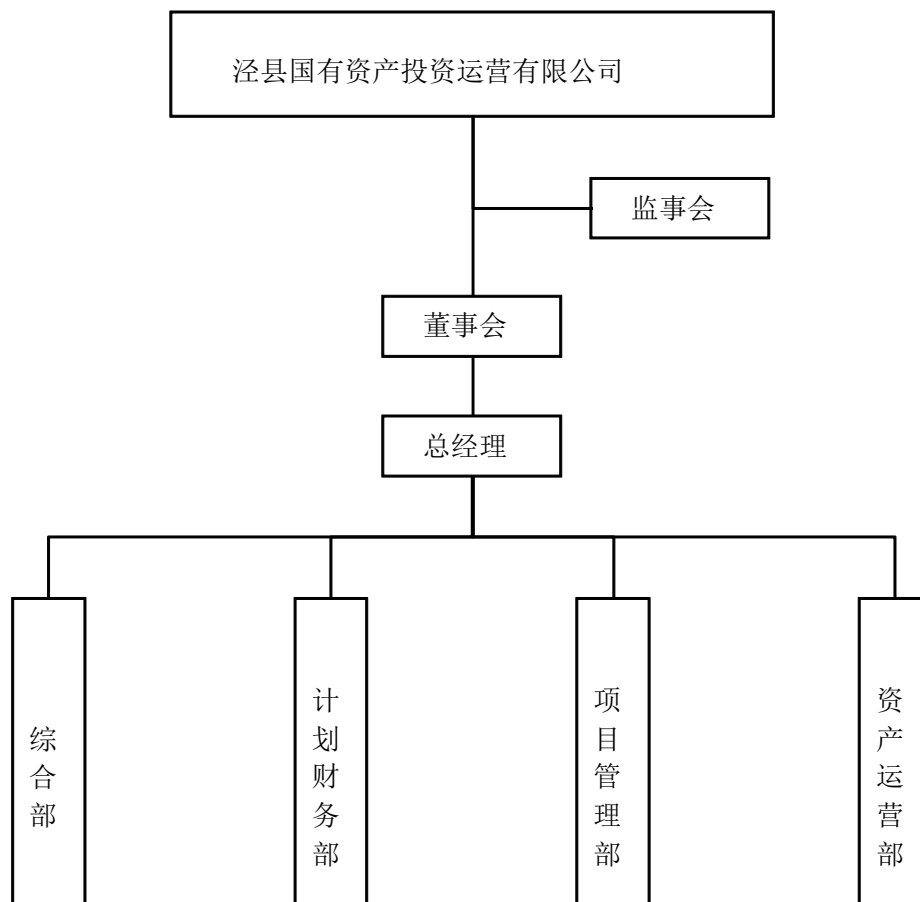 泾县国有资产投资运营有限公司
监事会
董事会
总经理
综合部
计划财务部
项目管理部
资产运营部